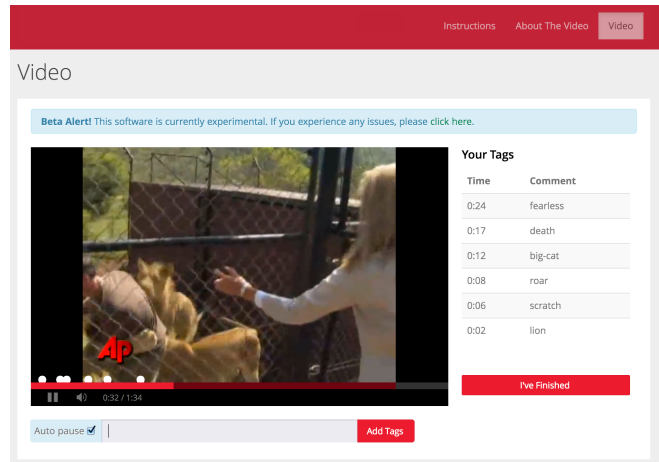 Instructions About The Video Video
Video
Beta Alert! This software is currently experimental. If you experience any issues, please click here.
Your Tags
Time Comment
0:24 fearless
0:17 death
0:12 big-cat
0:08 roar
0:06 scratch
0:02 lion
AP
0:32 / 1:34
I've Finished
Auto pause
Add Tags